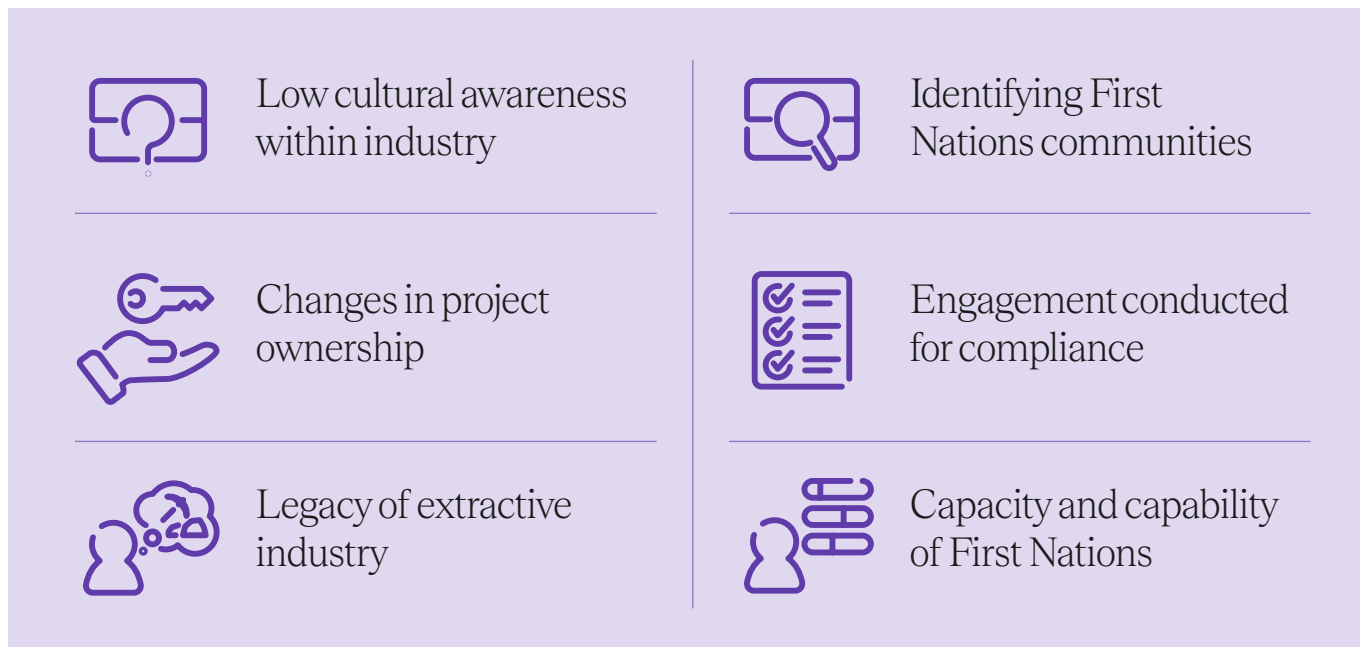 Low cultural awareness
within industry
Identifying First
Nations communities
Changes in project
ownership
Engagement conducted
for compliance
Legacy of extractive
industry
Capacity and capability
of First Nations